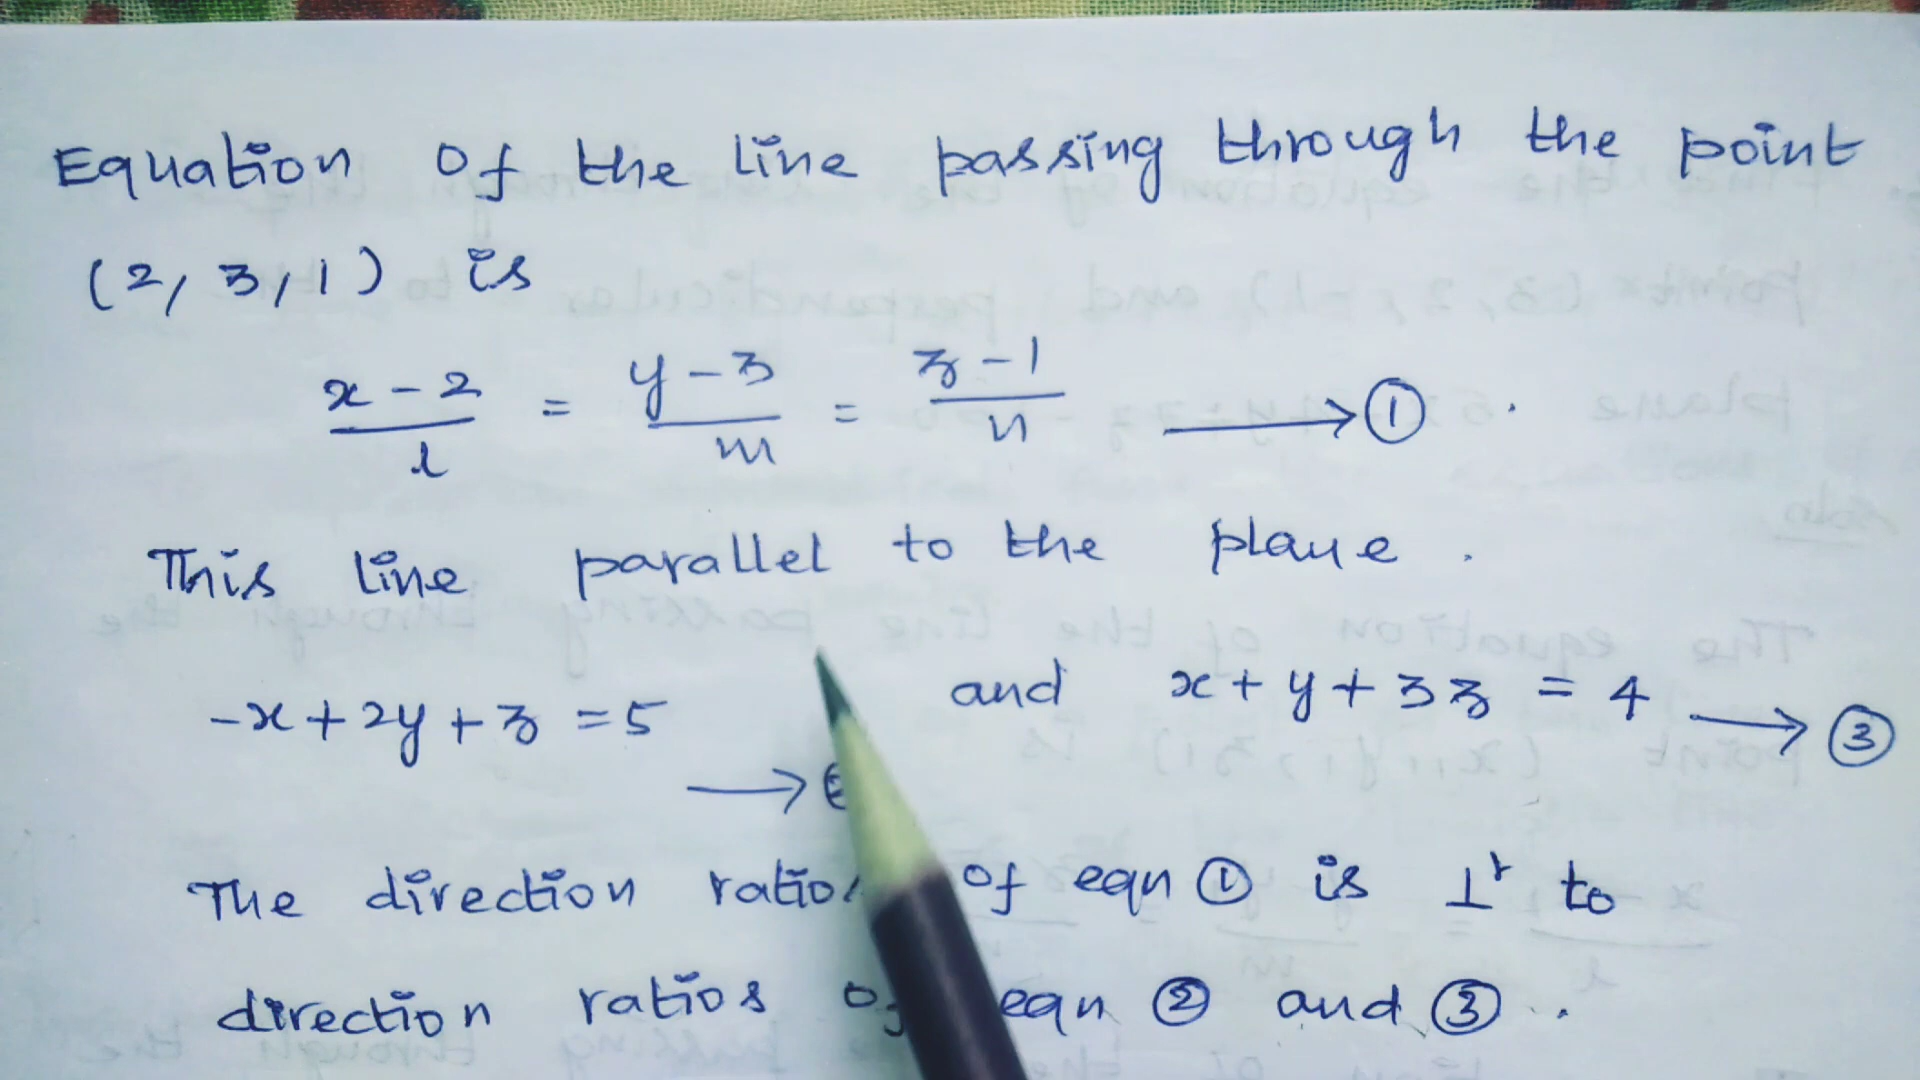 Equation of the line passing through the point
(2, 3, 1) is
x - 2 / l = y - 3 / m = z - 1 / n → ①.
This line parallel to the plane.
-x + 2y + z = 5 → and x + y + 3z = 4 → ③
The direction of eqn ① is ⊥r to
direction ratios eqn ② and ③.